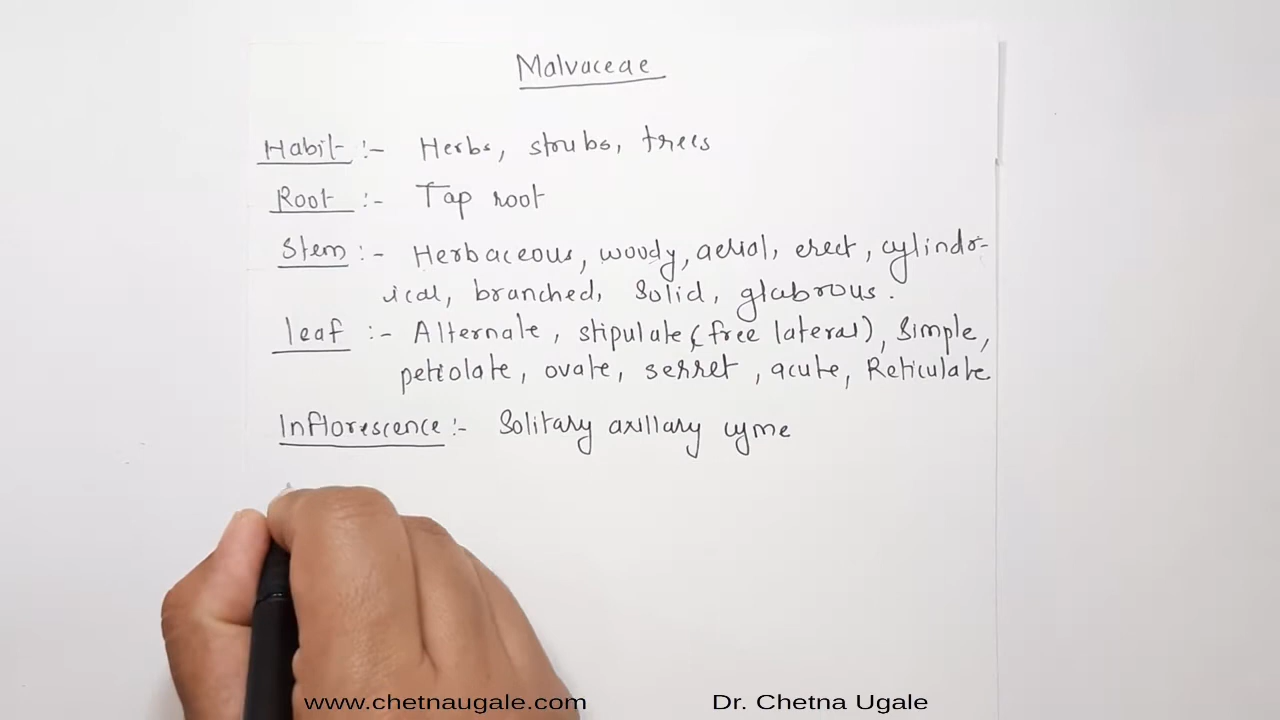 Malvaceae
Habit :- Herbs, strubs, trees
Root :- Tap root
Stem :- Herbaceous, woody, aerial, erect, cylindr-
ical, branched, Solid, glabrous.
leaf :- Alternate, stipulate (free lateral), Simple,
petiolate, ovate, serret, acute, Reticulate
Inflorescence :- Solitary axillary cyme
www.chetnaugale.com Dr. Chetna Ugale